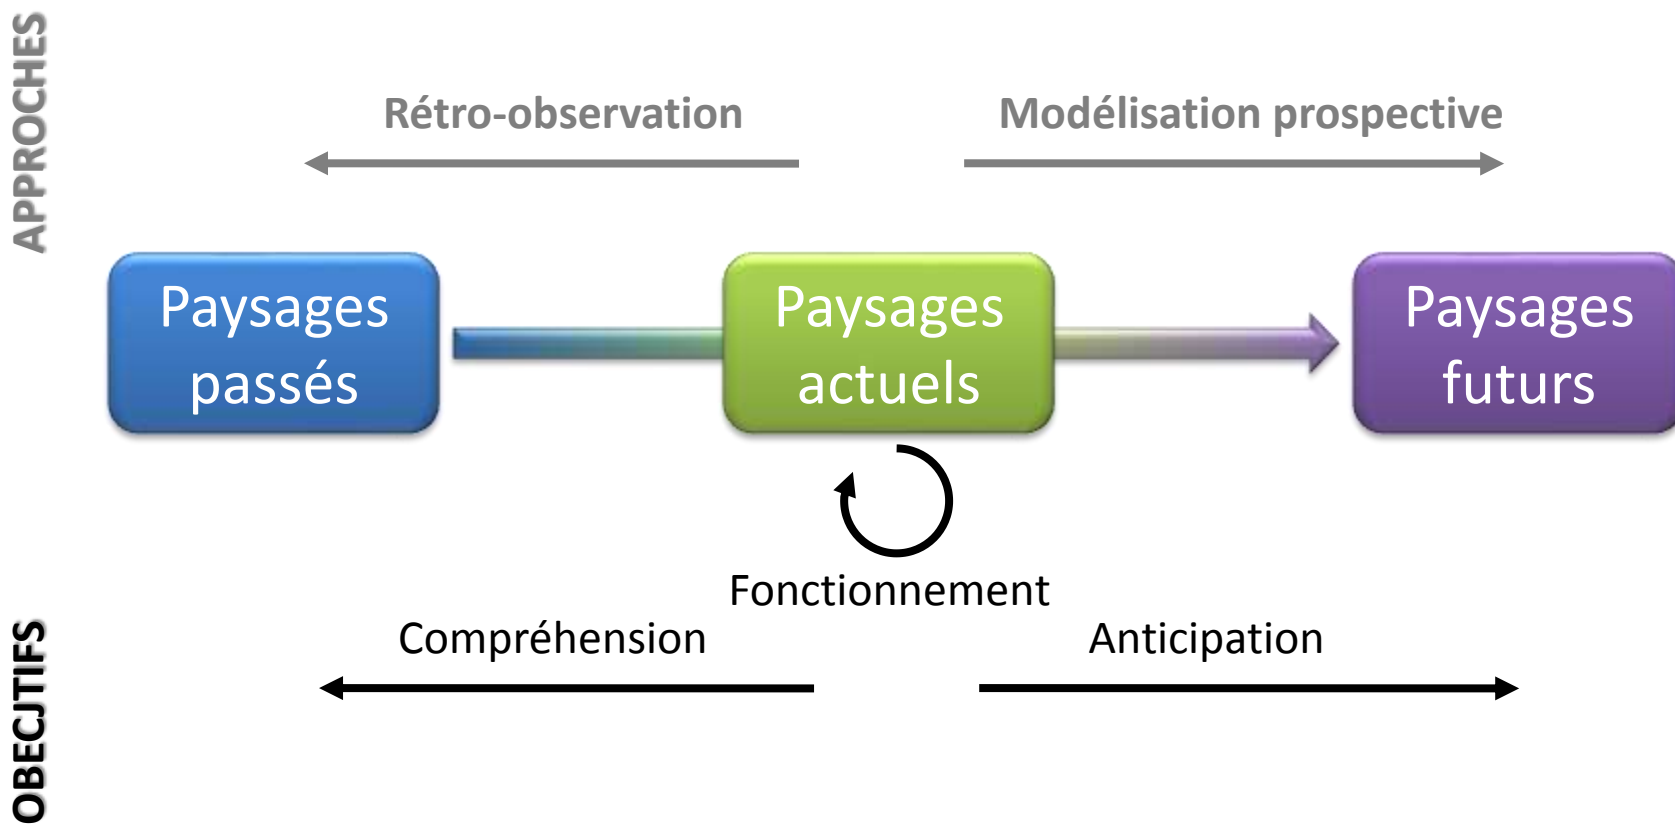 APPROCHES
Rétro-observation
Modélisation prospective
Paysages
passés
Paysages
actuels
Paysages
futurs
Fonctionnement
Compréhension
Anticipation
OBECJTIFS